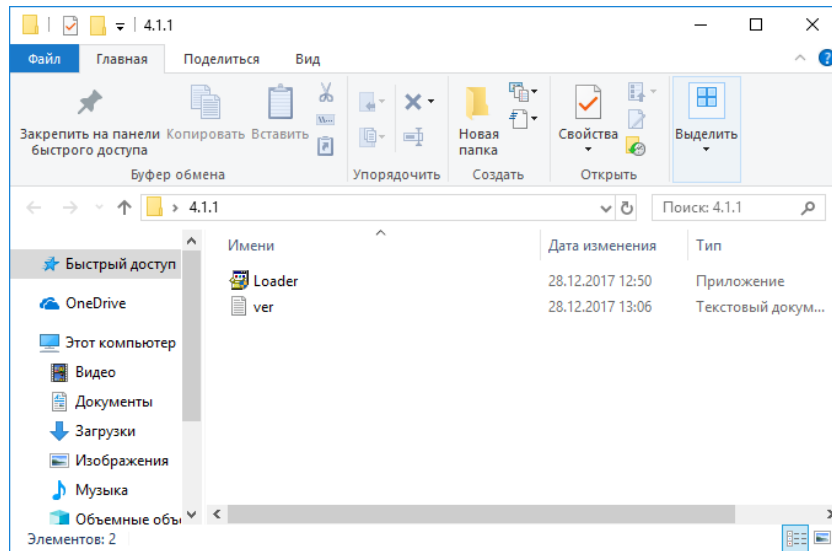 4.1.1
Файл Главная Поделиться Вид
Закрепить на панели быстрого доступа
Копировать
Вставить
Новая папка
Свойства
Выделить
Буфер обмена
Упорядочить
Создать
Открыть
4.1.1
Поиск: 4.1.1
Имени Дата изменения Тип
Loader 28.12.2017 12:50 Приложение
ver 28.12.2017 13:06 Текстовый докум...
Быстрый доступ
OneDrive
Этот компьютер
Видео
Документы
Загрузки
Изображения
Музыка
Объемные объ
Элементов: 2